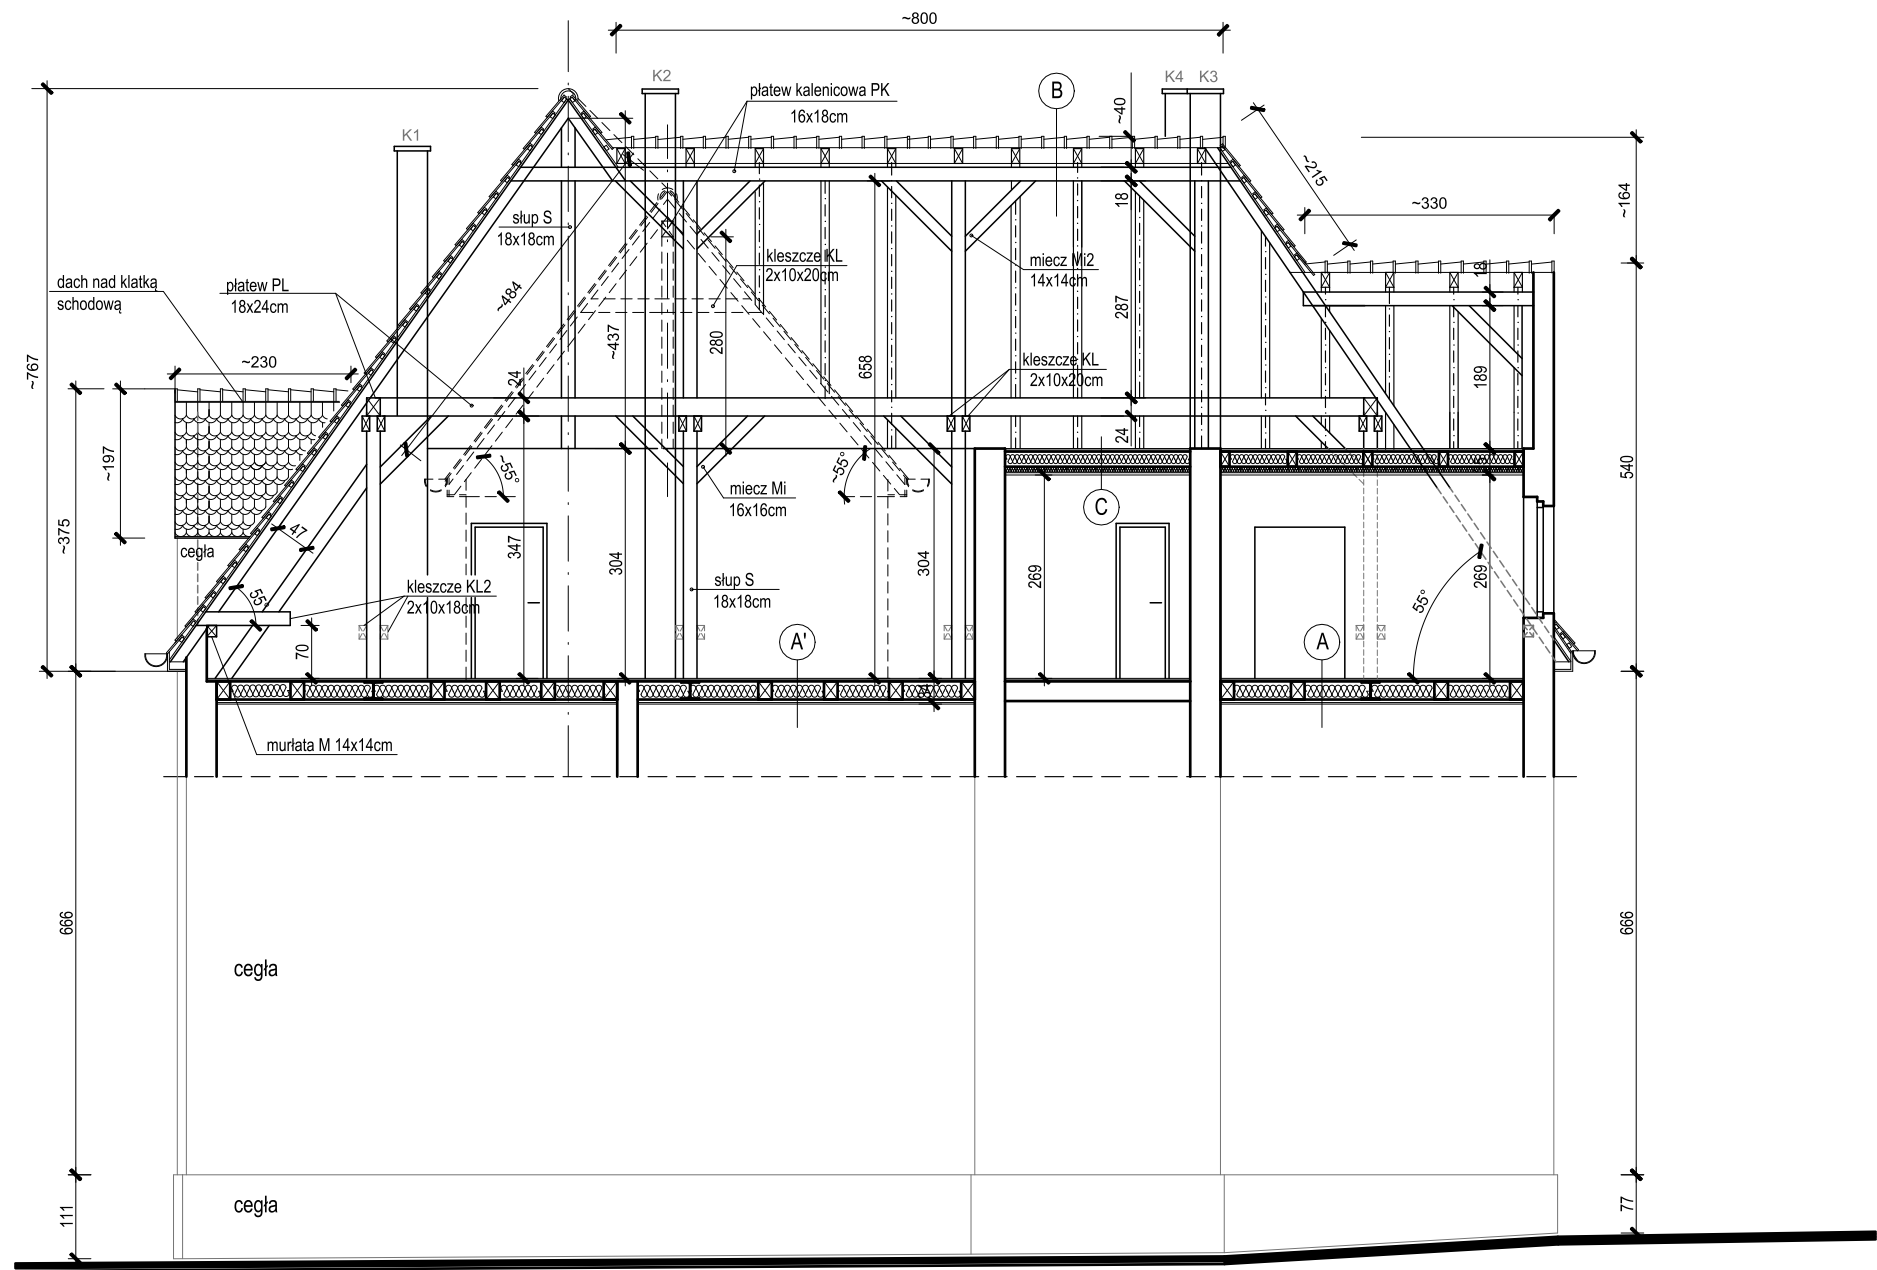 ~800
K2
K4 K3
płatew kalenicowa PK
16x18cm
B
~40
K1
~215
~164
~330
słup S
18x18cm
18
dach nad klatką
schodową
płatew PL
18x24cm
~484
kleszcze KL
2x10x20cm
miecz Mi2
14x14cm
18
287
~437
280
~767
~230
24
658
kleszcze KL
2x10x20cm
189
24
~197
~55°
~55°
540
miecz Mi
16x16cm
C
~375
cegła
47
347
304
304
269
269
słup S
18x18cm
kleszcze KL2
2x10x18cm
55°
55°
70
A'
A
34
murłata M 14x14cm
666
666
cegła
cegła
111
77